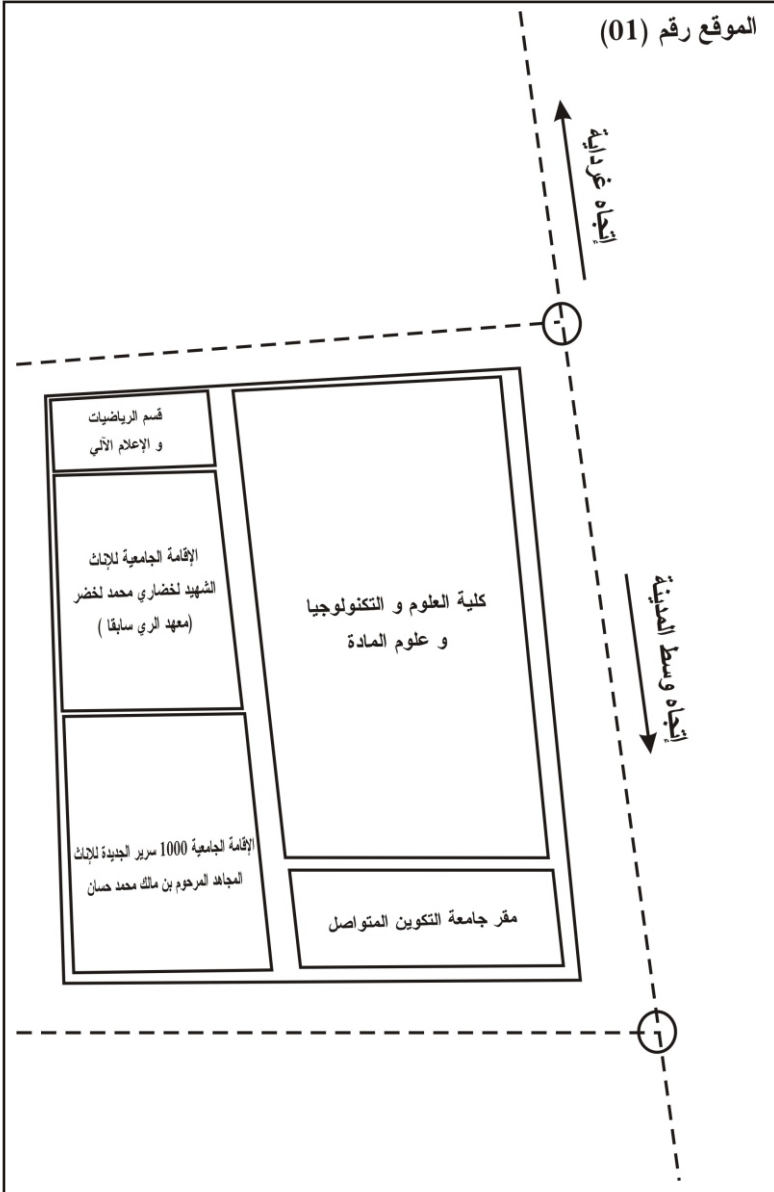 الموقع رقم (01)
إتجاه غرداية
إتجاه وسط المدينة
قسم الرياضيات
و الإعلام الآلي
الإقامة الجامعية للإناث
الشهيد لخضاري محمد لخضر
(معهد الري سابقا )
كلية العلوم و التكنولوجيا
و علوم المادة
الإقامة الجامعية 1000 سرير الجديدة للإناث
المجاهد المرحوم بن مالك محمد حسان
مقر جامعة التكوين المتواصل